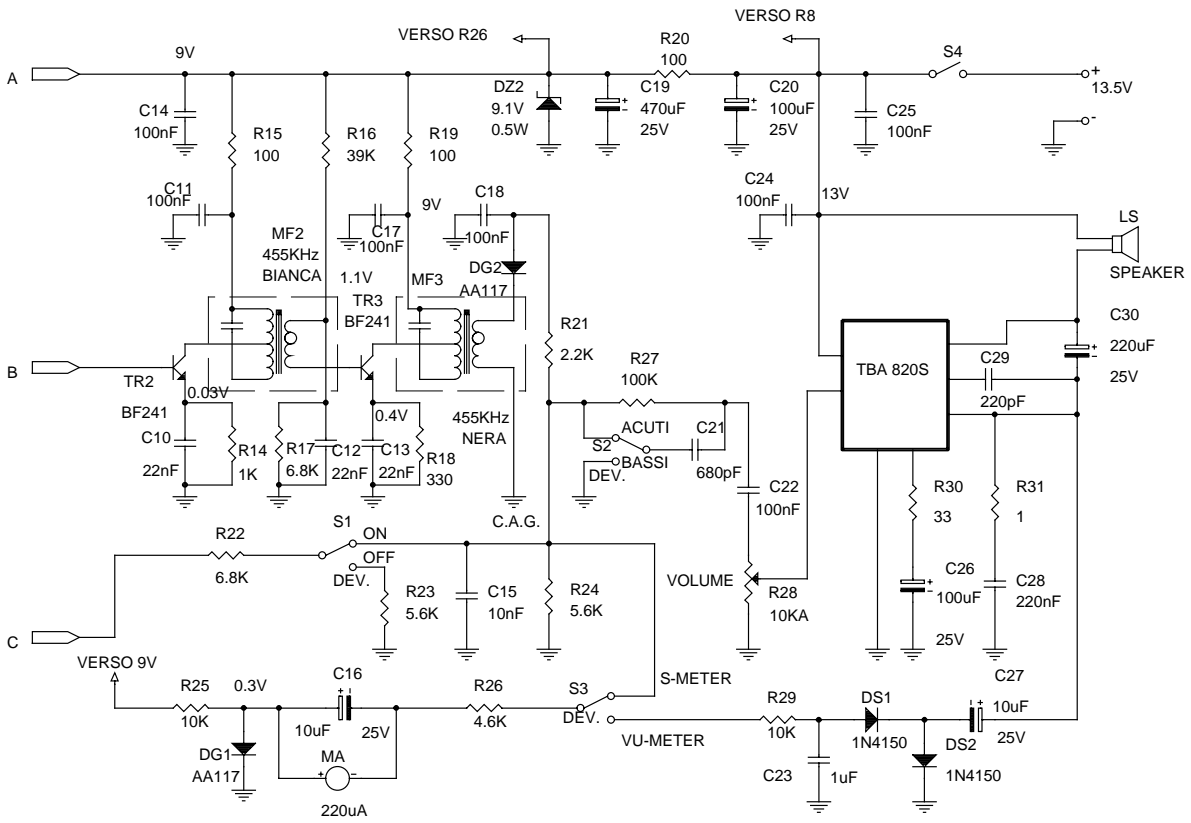 VERSO R26
VERSO R8
R20
100
S4
A
9V
+
13.5V
-
C14
100nF
R15
100
R16
39K
R19
100
DZ2
9.1V
0.5W
+
-
C19
470uF
25V
+
-
C20
100uF
25V
C25
100nF
C11
100nF
C17
100nF
9V
C18
100nF
C24
100nF
13V
LS
SPEAKER
MF2
455KHz
BIANCA
1.1V
MF3
DG2
AA117
TR3
BF241
R21
2.2K
B
TR2
BF241
0.03V
0.4V
455KHz
NERA
R27
100K
TBA 820S
C29
220pF
+
-
C30
220uF
25V
C10
22nF
R14
1K
R17
6.8K
C12
22nF
C13
22nF
R18
330
S2
ACUTI
BASSI
DEV.
C21
680pF
C22
100nF
R30
33
R31
1
C.A.G.
R22
6.8K
S1
ON
OFF
DEV.
R23
5.6K
C15
10nF
R24
5.6K
VOLUME
R28
10KA
+
-
C26
100uF
25V
C28
220nF
C
VERSO 9V
R25
10K
0.3V
C16
+
-
10uF
25V
R26
4.6K
S3
DEV.
S-METER
VU-METER
R29
10K
DS1
1N4150
C27
-
+
10uF
25V
DG1
AA117
MA
+
-
220uA
C23
1uF
DS2
1N4150